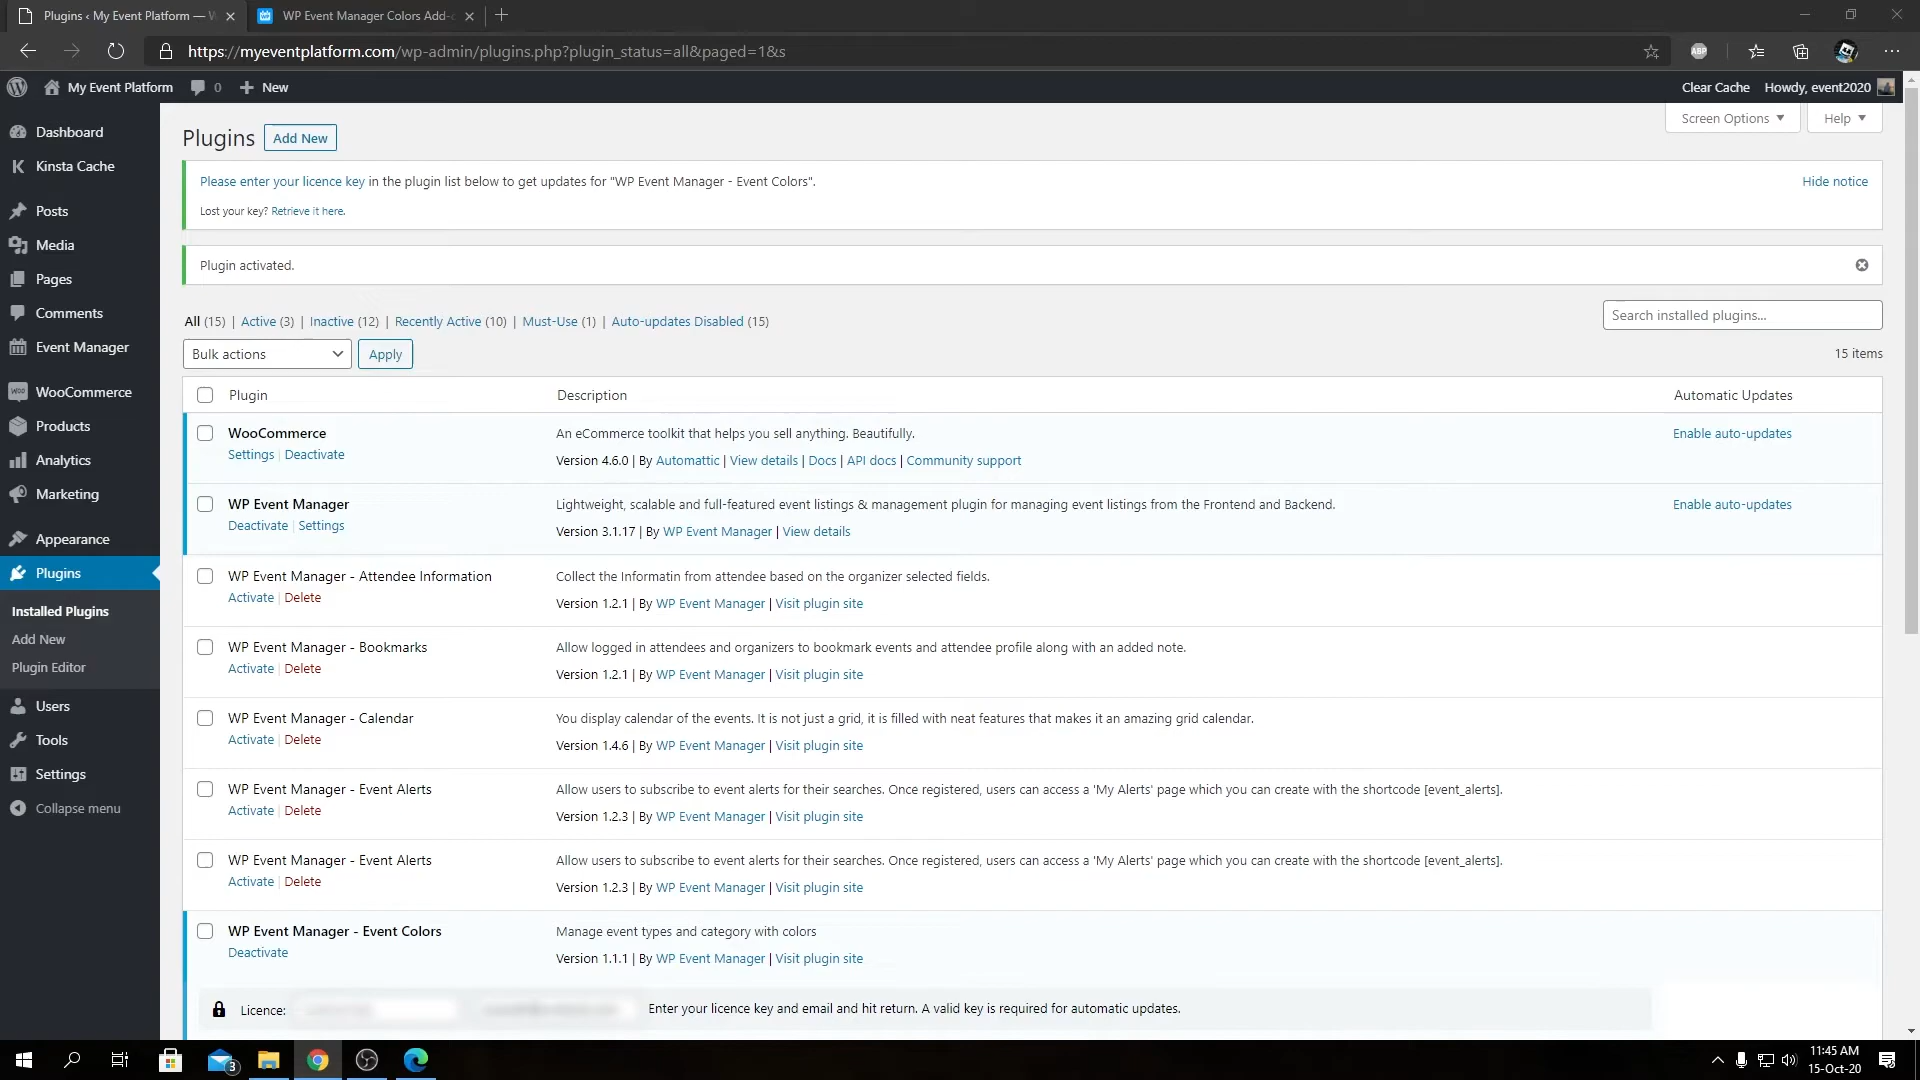 Plugins ‹ My Event Platform — W
WP Event Manager Colors Add-o
https://myeventplatform.com/wp-admin/plugins.php?plugin_status=all&paged=1&s
ABP
My Event Platform
0
New
Clear Cache
Howdy, event2020
Dashboard
Kinsta Cache
Posts
Media
Pages
Comments
Event Manager
WooCommerce
Products
Analytics
Marketing
Appearance
Plugins
Installed Plugins
Add New
Plugin Editor
Users
Tools
Settings
Collapse menu
Screen Options
Help
Plugins
Add New
Please enter your licence key in the plugin list below to get updates for "WP Event Manager - Event Colors".
Hide notice
Lost your key? Retrieve it here.
Plugin activated.
All (15) | Active (3) | Inactive (12) | Recently Active (10) | Must-Use (1) | Auto-updates Disabled (15)
Search installed plugins...
Bulk actions
Apply
15 items
Plugin
Description
Automatic Updates
WooCommerce
Settings | Deactivate
An eCommerce toolkit that helps you sell anything. Beautifully.
Version 4.6.0 | By Automattic | View details | Docs | API docs | Community support
Enable auto-updates
WP Event Manager
Deactivate | Settings
Lightweight, scalable and full-featured event listings & management plugin for managing event listings from the Frontend and Backend.
Version 3.1.17 | By WP Event Manager | View details
Enable auto-updates
WP Event Manager - Attendee Information
Activate | Delete
Collect the Informatin from attendee based on the organizer selected fields.
Version 1.2.1 | By WP Event Manager | Visit plugin site
WP Event Manager - Bookmarks
Activate | Delete
Allow logged in attendees and organizers to bookmark events and attendee profile along with an added note.
Version 1.2.1 | By WP Event Manager | Visit plugin site
WP Event Manager - Calendar
Activate | Delete
You display calendar of the events. It is not just a grid, it is filled with neat features that makes it an amazing grid calendar.
Version 1.4.6 | By WP Event Manager | Visit plugin site
WP Event Manager - Event Alerts
Activate | Delete
Allow users to subscribe to event alerts for their searches. Once registered, users can access a 'My Alerts' page which you can create with the shortcode [event_alerts].
Version 1.2.3 | By WP Event Manager | Visit plugin site
WP Event Manager - Event Alerts
Activate | Delete
Allow users to subscribe to event alerts for their searches. Once registered, users can access a 'My Alerts' page which you can create with the shortcode [event_alerts].
Version 1.2.3 | By WP Event Manager | Visit plugin site
WP Event Manager - Event Colors
Deactivate
Manage event types and category with colors
Version 1.1.1 | By WP Event Manager | Visit plugin site
Licence:
Enter your licence key and email and hit return. A valid key is required for automatic updates.
3
11:45 AM
15-Oct-20